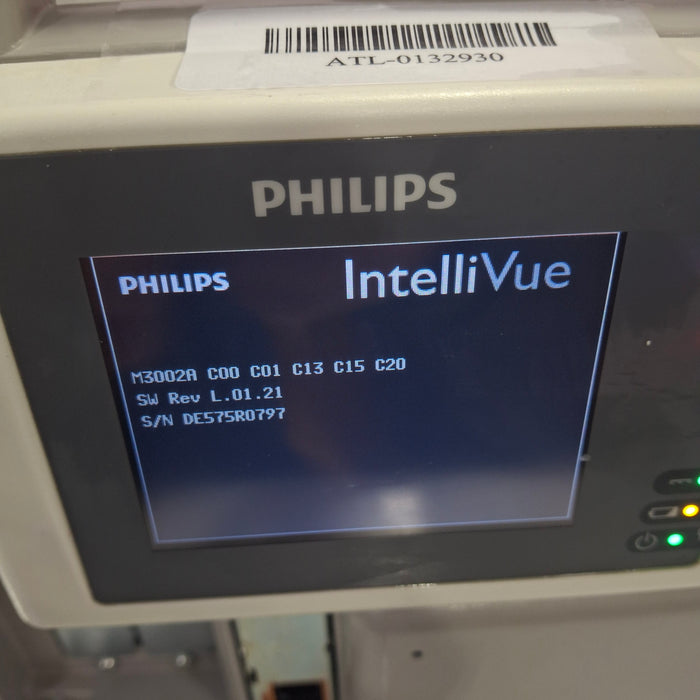 ATL-0132930
PHILIPS
PHILIPS IntelliVue
M3002A C00 C01 C13 C15 C20
SW Rev L.01.21
S/N DE575R0797